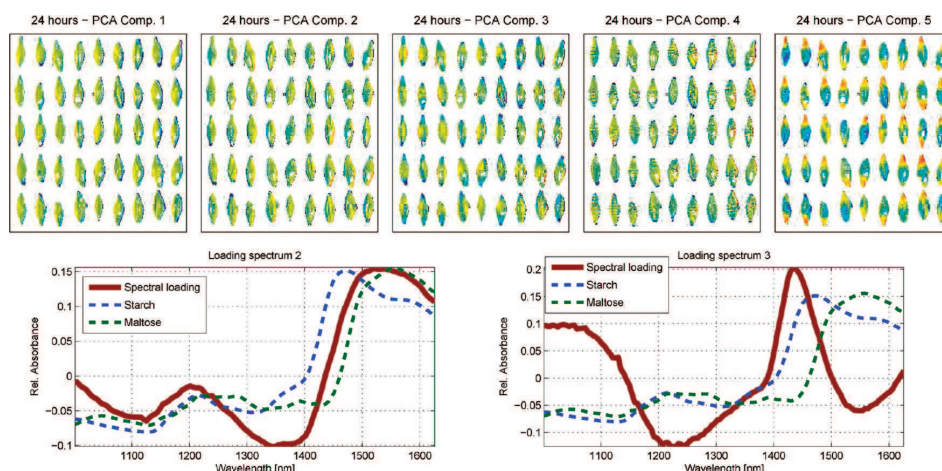 24 hours – PCA Comp. 1
24 hours – PCA Comp. 2
24 hours – PCA Comp. 3
24 hours – PCA Comp. 4
24 hours – PCA Comp. 5
Loading spectrum 2
Rel. Absorbance
0.15
0.1
0.05
0
−0.05
−0.1
Spectral loading
Starch
Maltose
1100
1200
1300
1400
1500
1600
Wavelength [nm]
Loading spectrum 3
Rel. Absorbance
0.2
0.15
0.1
0.05
0
−0.05
−0.1
Spectral loading
Starch
Maltose
1100
1200
1300
1400
1500
1600
Wavelength [nm]